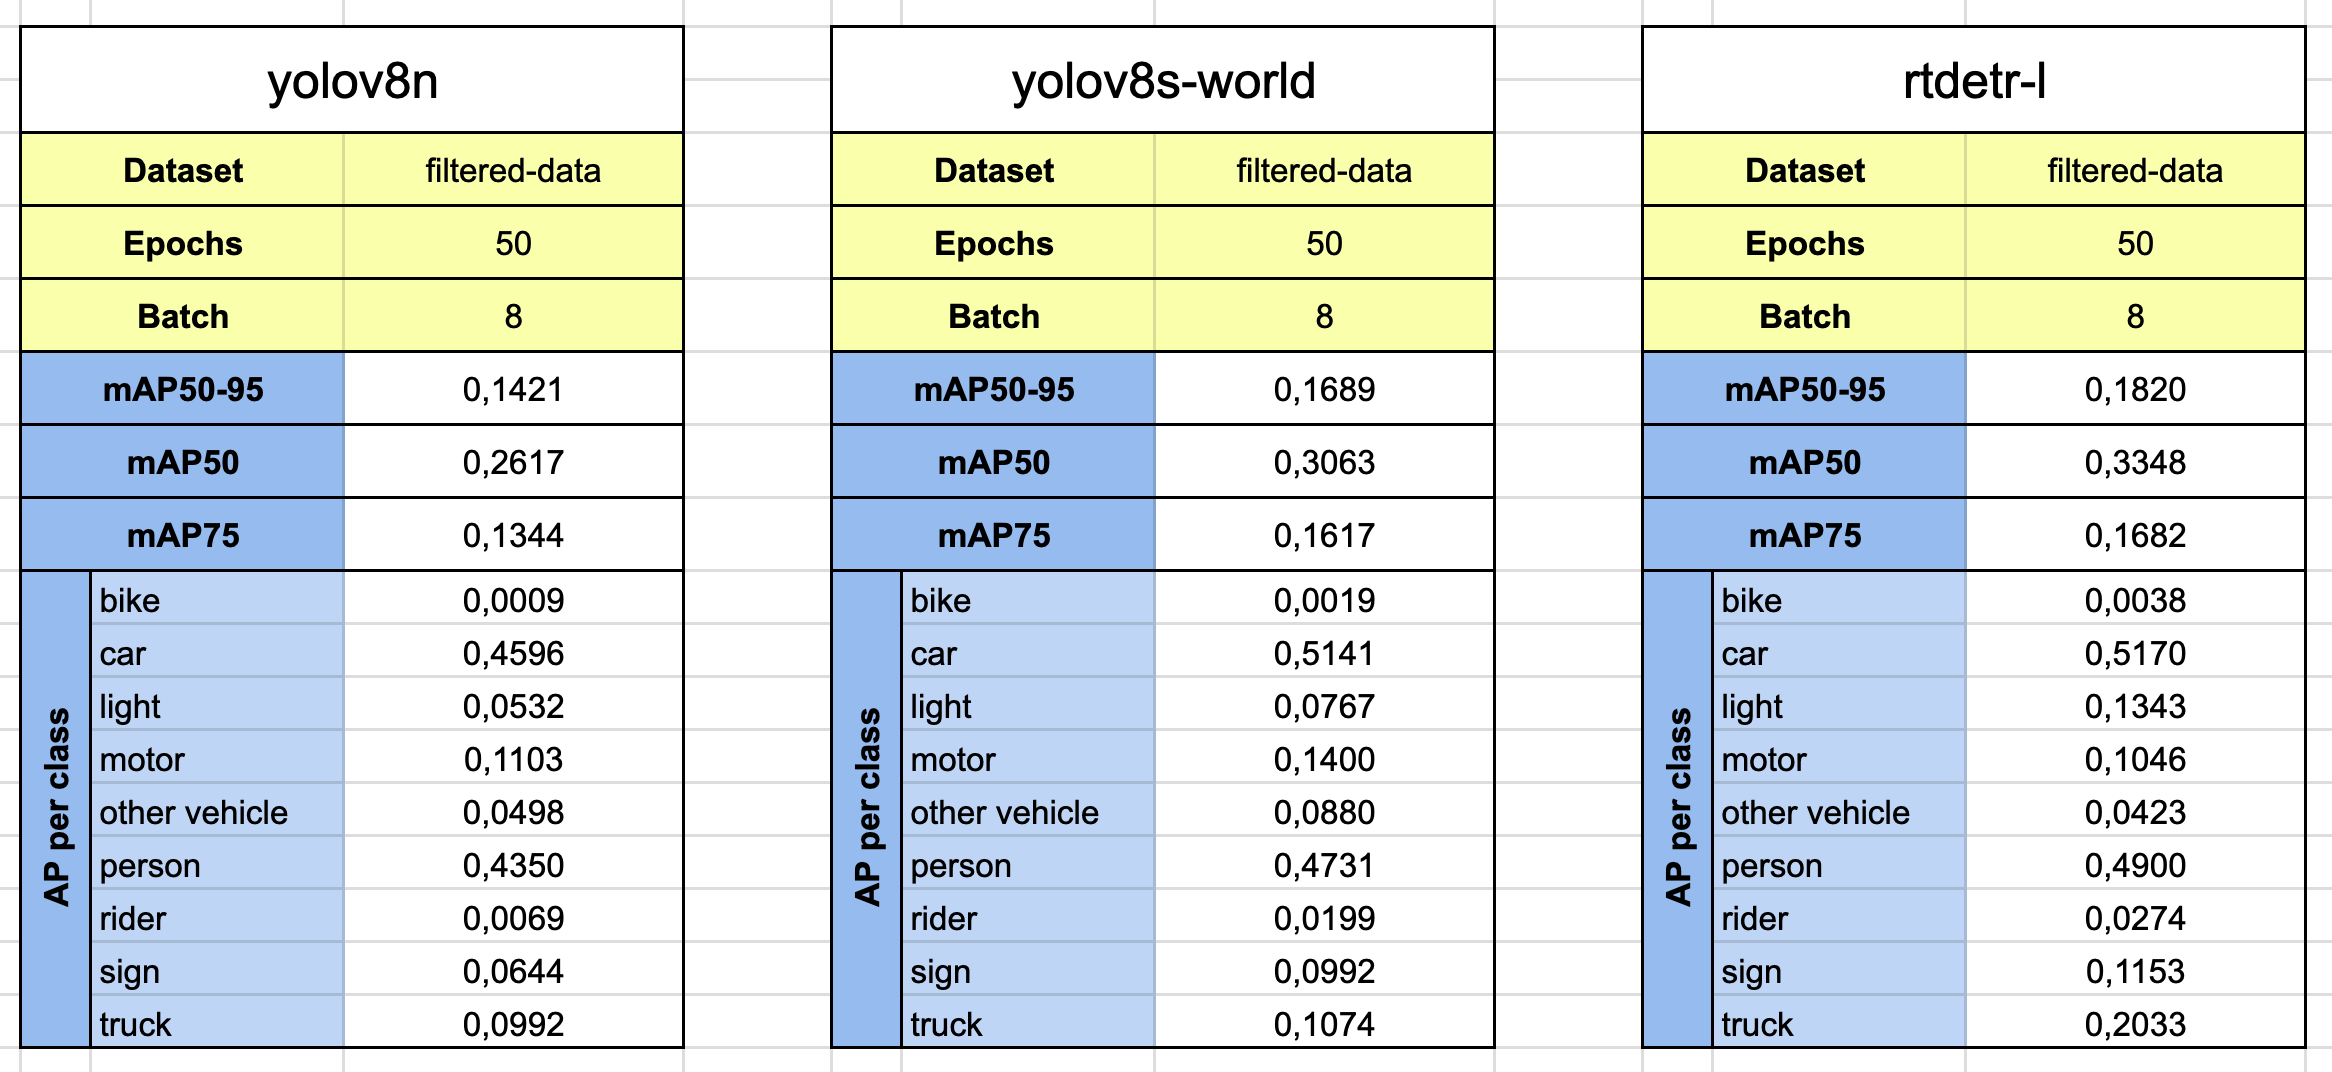 yolov8n
Dataset filtered-data
Epochs 50
Batch 8
mAP50-95 0,1421
mAP50 0,2617
mAP75 0,1344
AP per class
bike 0,0009
car 0,4596
light 0,0532
motor 0,1103
other vehicle 0,0498
person 0,4350
rider 0,0069
sign 0,0644
truck 0,0992
yolov8s-world
Dataset filtered-data
Epochs 50
Batch 8
mAP50-95 0,1689
mAP50 0,3063
mAP75 0,1617
AP per class
bike 0,0019
car 0,5141
light 0,0767
motor 0,1400
other vehicle 0,0880
person 0,4731
rider 0,0199
sign 0,0992
truck 0,1074
rtdetr-l
Dataset filtered-data
Epochs 50
Batch 8
mAP50-95 0,1820
mAP50 0,3348
mAP75 0,1682
AP per class
bike 0,0038
car 0,5170
light 0,1343
motor 0,1046
other vehicle 0,0423
person 0,4900
rider 0,0274
sign 0,1153
truck 0,2033